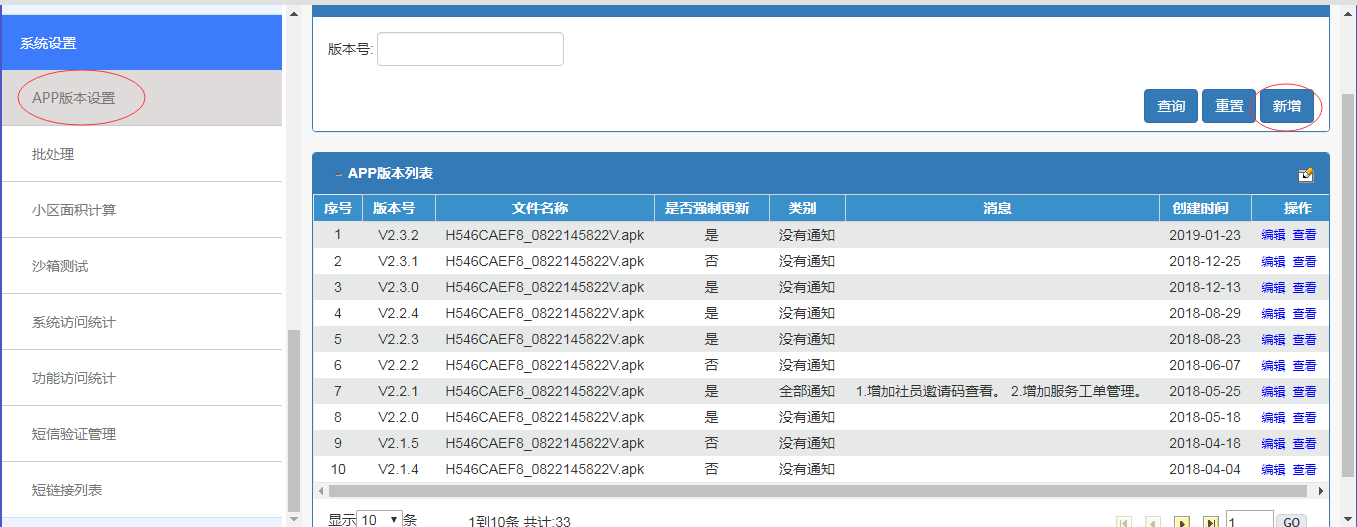 系统设置
APP版本设置
批处理
小区面积计算
沙箱测试
系统访问统计
功能访问统计
短信验证管理
短链接列表
版本号:
查询 重置 新增
APP版本列表
序号 版本号 文件名称 是否强制更新 类别 消息 创建时间 操作
1 V2.3.2 H546CAEF8_0822145822V.apk 是 没有通知 2019-01-23 编辑 查看
2 V2.3.1 H546CAEF8_0822145822V.apk 否 没有通知 2018-12-25 编辑 查看
3 V2.3.0 H546CAEF8_0822145822V.apk 是 没有通知 2018-12-13 编辑 查看
4 V2.2.4 H546CAEF8_0822145822V.apk 是 没有通知 2018-08-29 编辑 查看
5 V2.2.3 H546CAEF8_0822145822V.apk 是 没有通知 2018-08-23 编辑 查看
6 V2.2.2 H546CAEF8_0822145822V.apk 否 没有通知 2018-06-07 编辑 查看
7 V2.2.1 H546CAEF8_0822145822V.apk 是 全部通知 1.增加社员邀请码查看。 2.增加服务工单管理。 2018-05-25 编辑 查看
8 V2.2.0 H546CAEF8_0822145822V.apk 是 没有通知 2018-05-18 编辑 查看
9 V2.1.5 H546CAEF8_0822145822V.apk 否 没有通知 2018-04-18 编辑 查看
10 V2.1.4 H546CAEF8_0822145822V.apk 否 没有通知 2018-04-04 编辑 查看
显示 10 条 1到10条 共计:33 1 GO